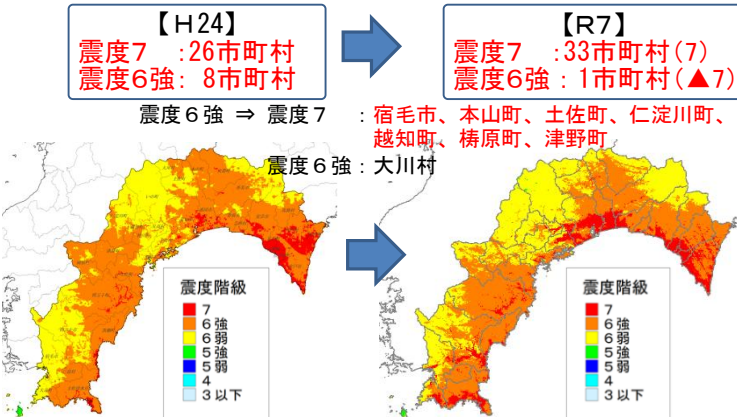 【H24】
震度7　:26市町村
震度6強: 8市町村
【R7】
震度7　:33市町村(7)
震度6強:1市町村(▲7)
震度6強 ⇒ 震度7　:宿毛市、本山町、土佐町、仁淀川町、
越知町、梼原町、津野町
震度6強:大川村
震度階級
7
6強
6弱
5強
5弱
4
3以下
震度階級
7
6強
6弱
5強
5弱
4
3以下